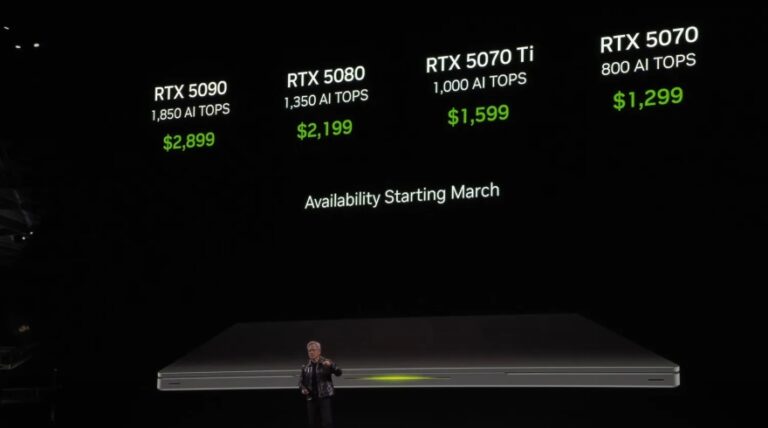 RTX 5090
1,850 AI TOPS
$2,899
RTX 5080
1,350 AI TOPS
$2,199
RTX 5070 Ti
1,000 AI TOPS
$1,599
RTX 5070
800 AI TOPS
$1,299
Availability Starting March